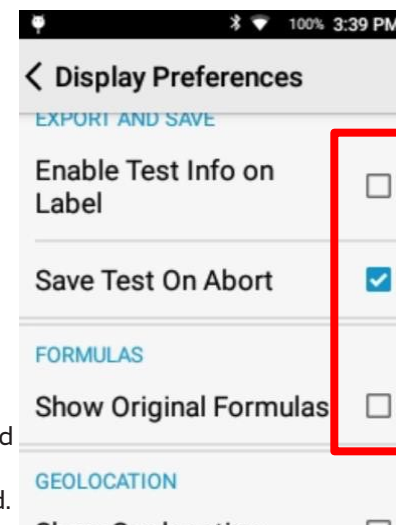 100% 3:39 PM
Display Preferences
EXPORT AND SAVE
Enable Test Info on
Label
Save Test On Abort
FORMULAS
Show Original Formulas
GEOLOCATION